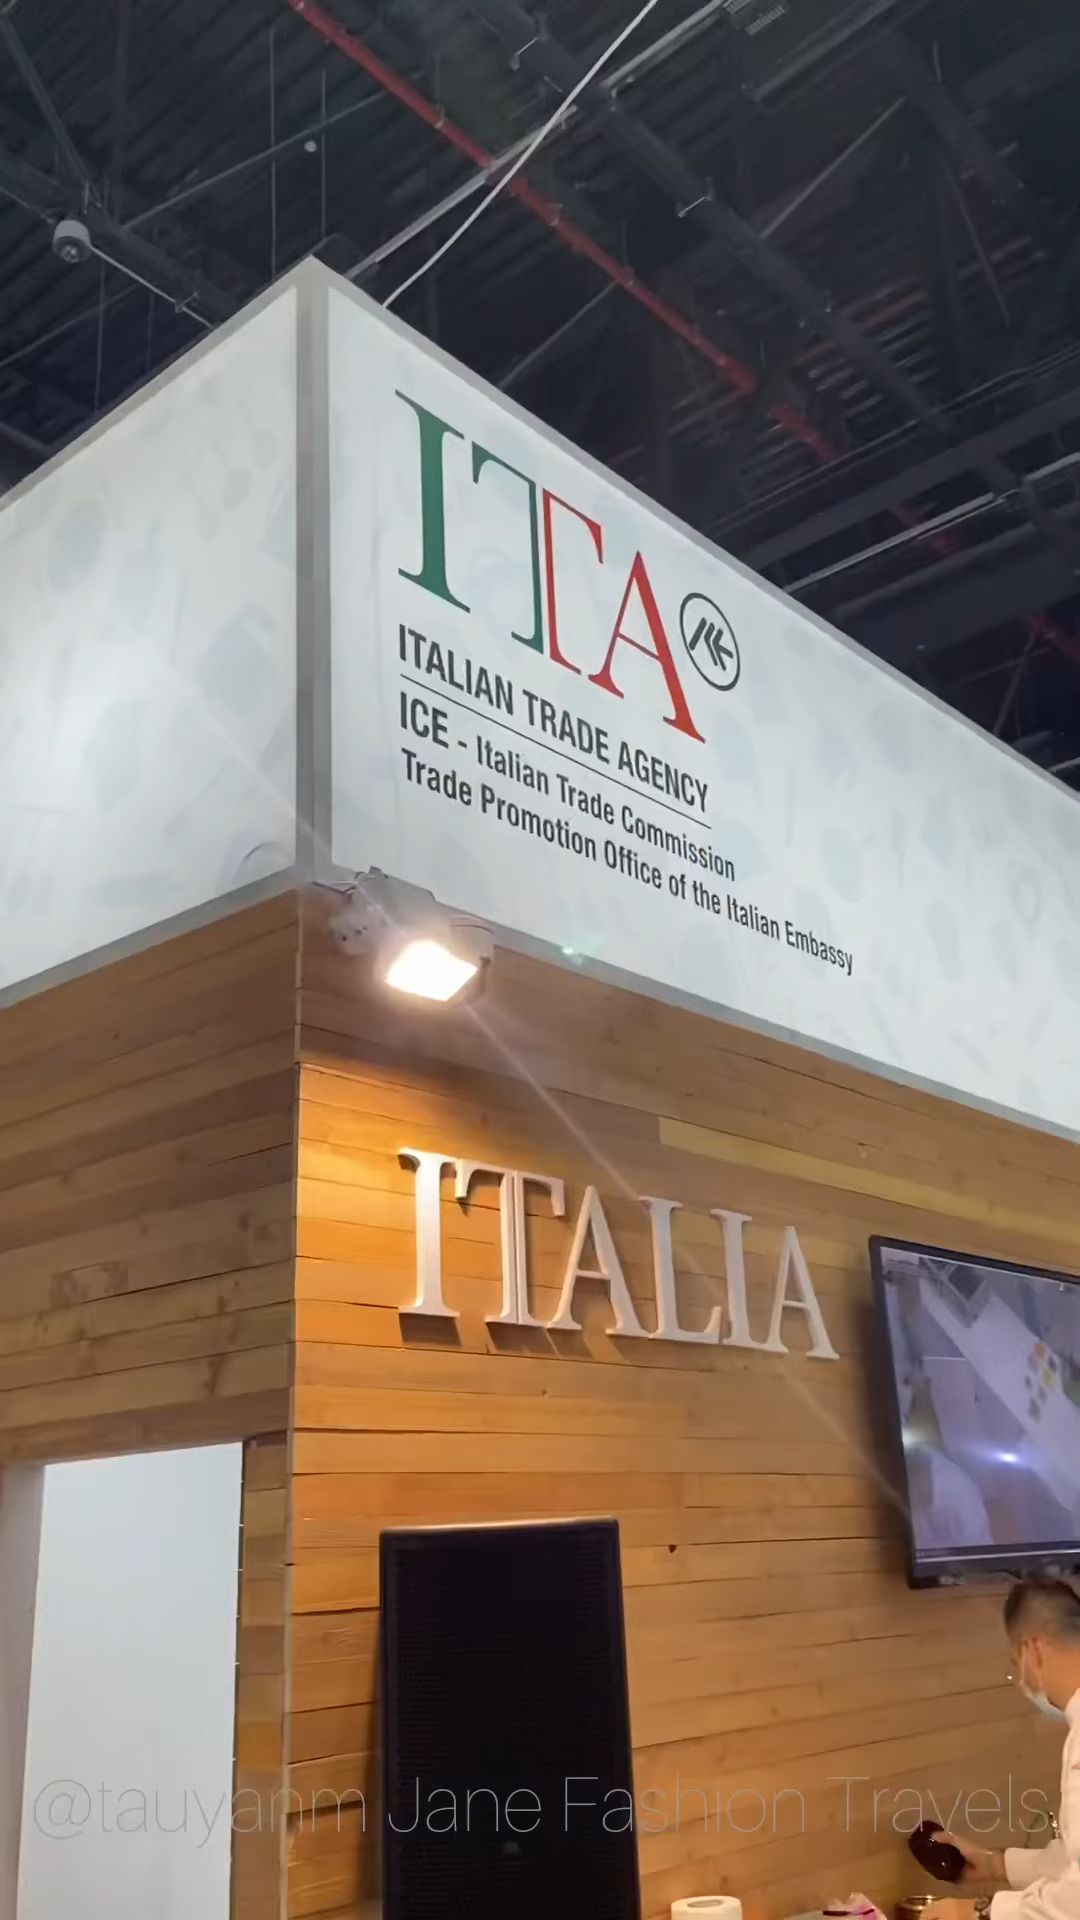 ITA
ITALIAN TRADE AGENCY
ICE - Italian Trade Commission
Trade Promotion Office of the Italian Embassy
ITALIA
@tauyanm Jane Fashion Travels